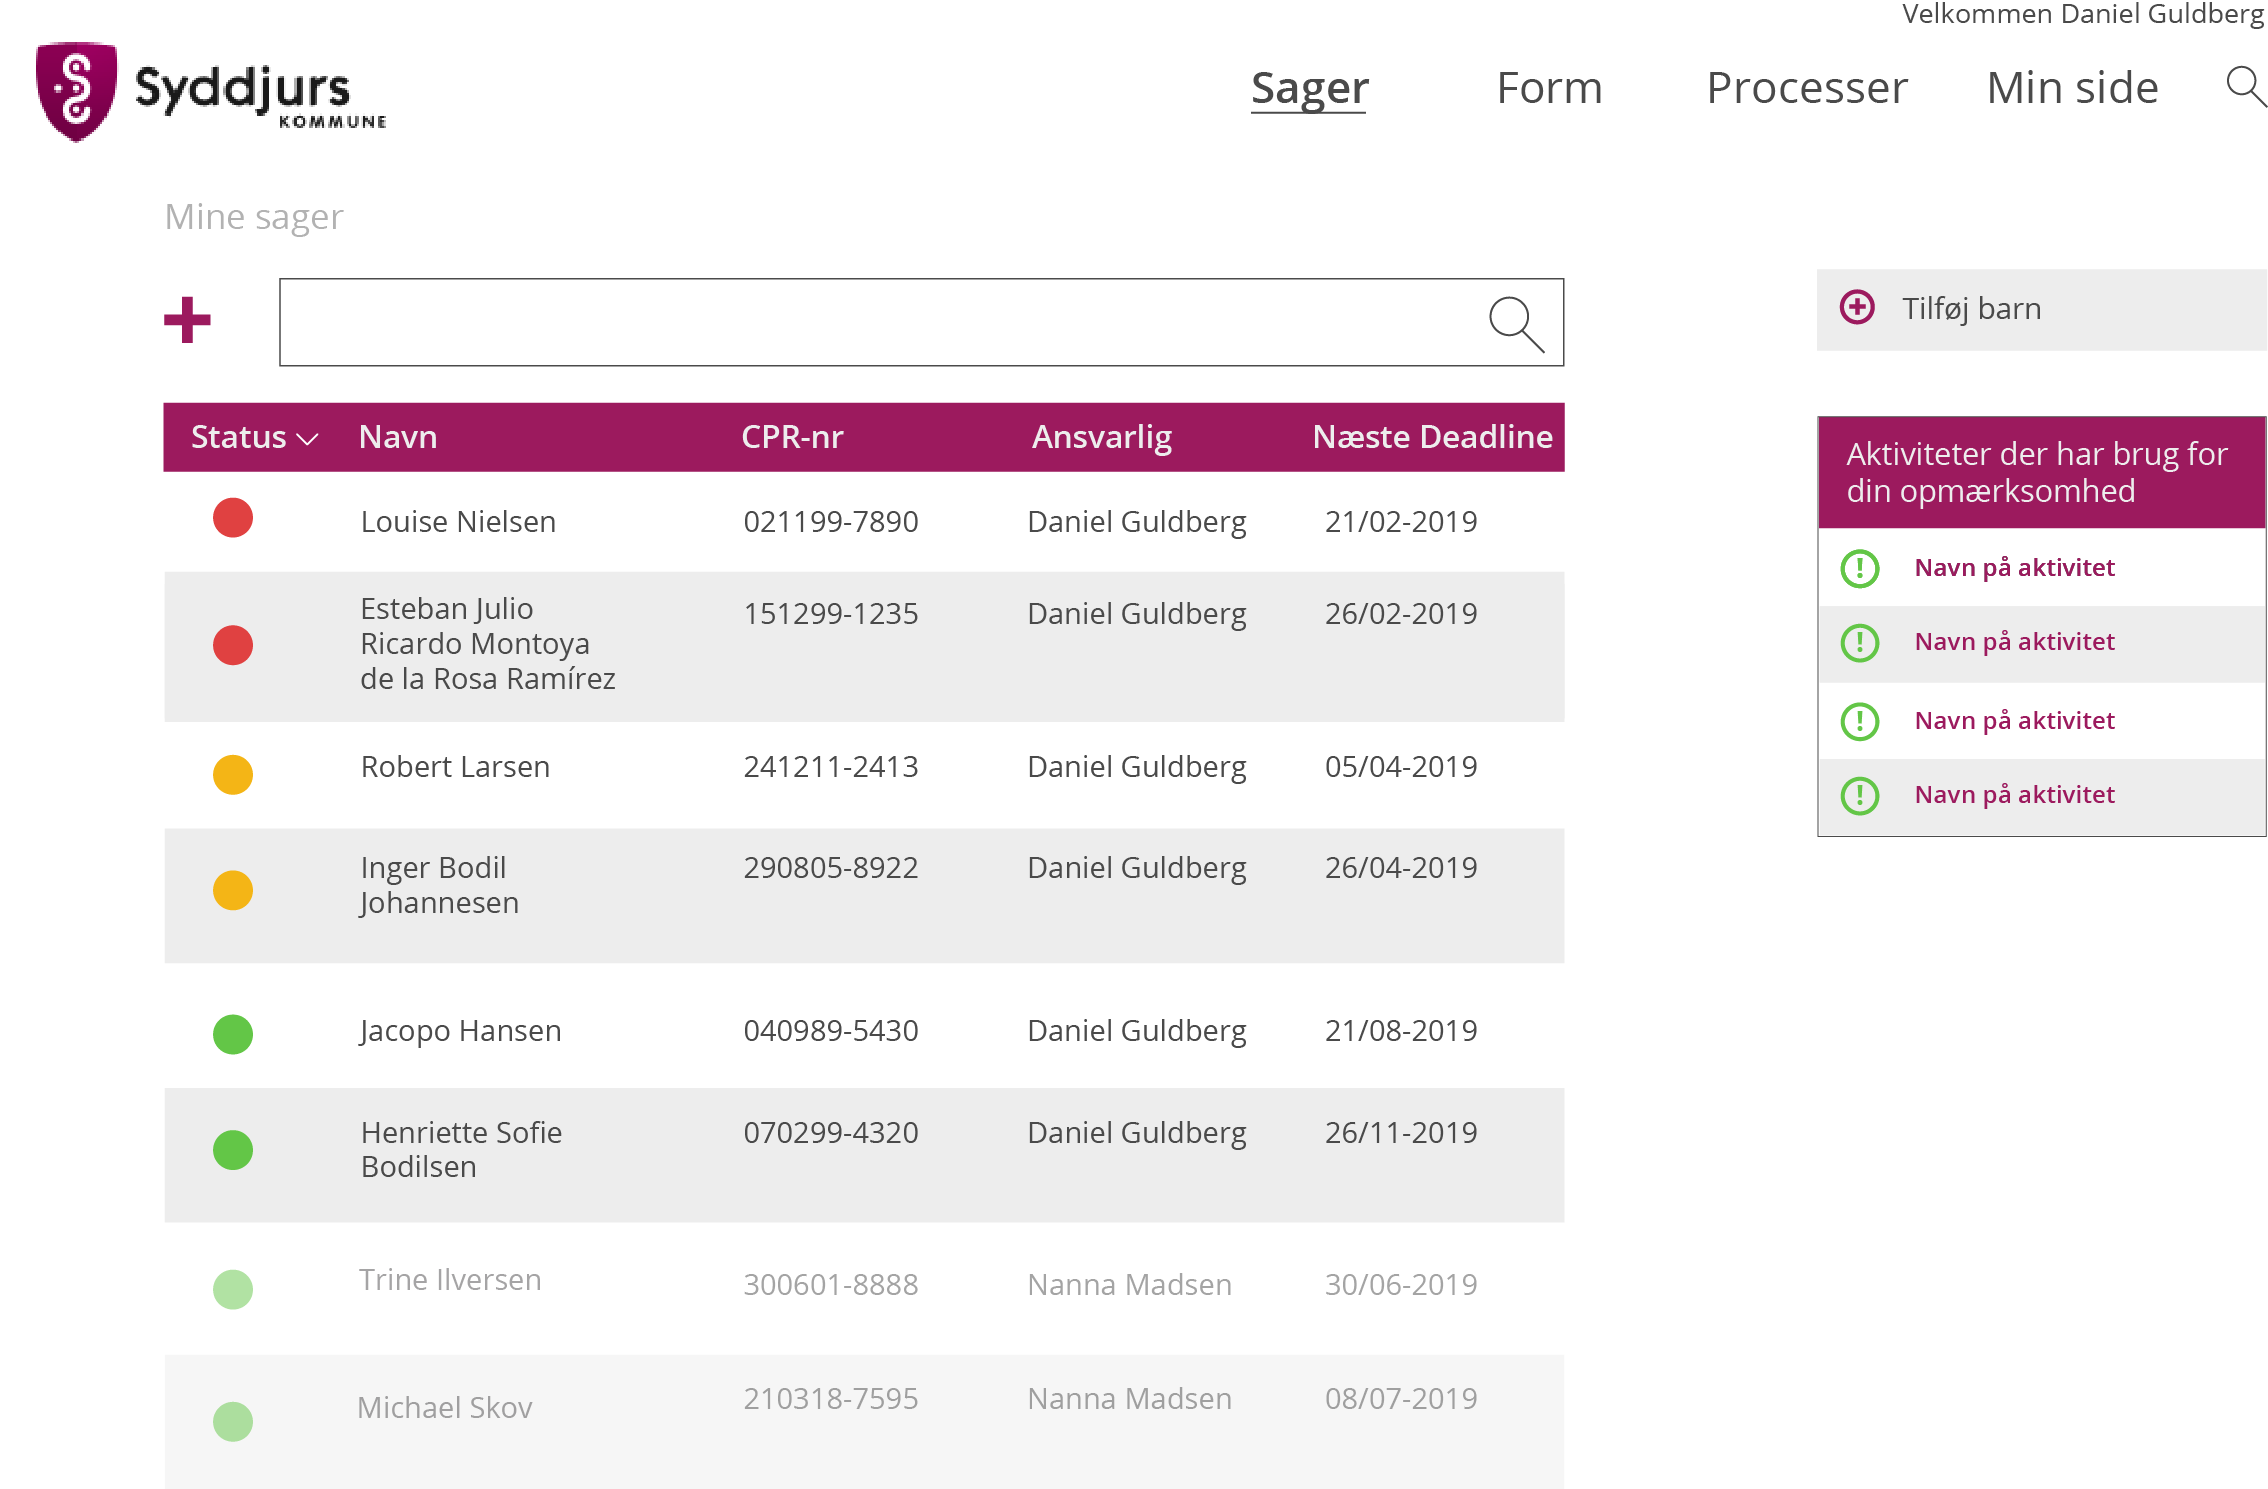 Velkommen Daniel Guldberg
Syddjurs
KOMMUNE
Sager Form Processer Min side
Mine sager
Tilføj barn
Status Navn CPR-nr Ansvarlig Næste Deadline
Louise Nielsen 021199-7890 Daniel Guldberg 21/02-2019
Esteban Julio 151299-1235 Daniel Guldberg 26/02-2019
Ricardo Montoya
de la Rosa Ramírez
Robert Larsen 241211-2413 Daniel Guldberg 05/04-2019
Inger Bodil 290805-8922 Daniel Guldberg 26/04-2019
Johannesen
Jacopo Hansen 040989-5430 Daniel Guldberg 21/08-2019
Henriette Sofie 070299-4320 Daniel Guldberg 26/11-2019
Bodilsen
Trine Ilversen 300601-8888 Nanna Madsen 30/06-2019
Michael Skov 210318-7595 Nanna Madsen 08/07-2019
Aktiviteter der har brug for
din opmærksomhed
Navn på aktivitet
Navn på aktivitet
Navn på aktivitet
Navn på aktivitet